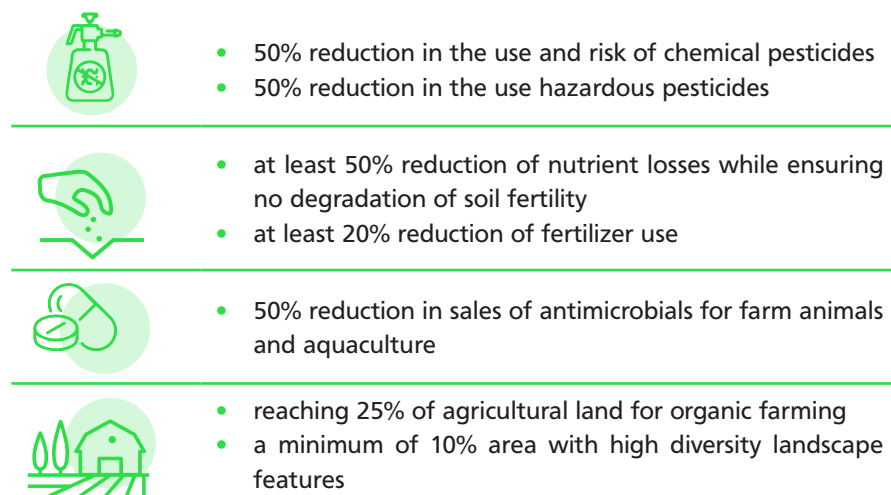 • 50% reduction in the use and risk of chemical pesticides
• 50% reduction in the use hazardous pesticides
• at least 50% reduction of nutrient losses while ensuring
no degradation of soil fertility
• at least 20% reduction of fertilizer use
• 50% reduction in sales of antimicrobials for farm animals
and aquaculture
• reaching 25% of agricultural land for organic farming
• a minimum of 10% area with high diversity landscape
features